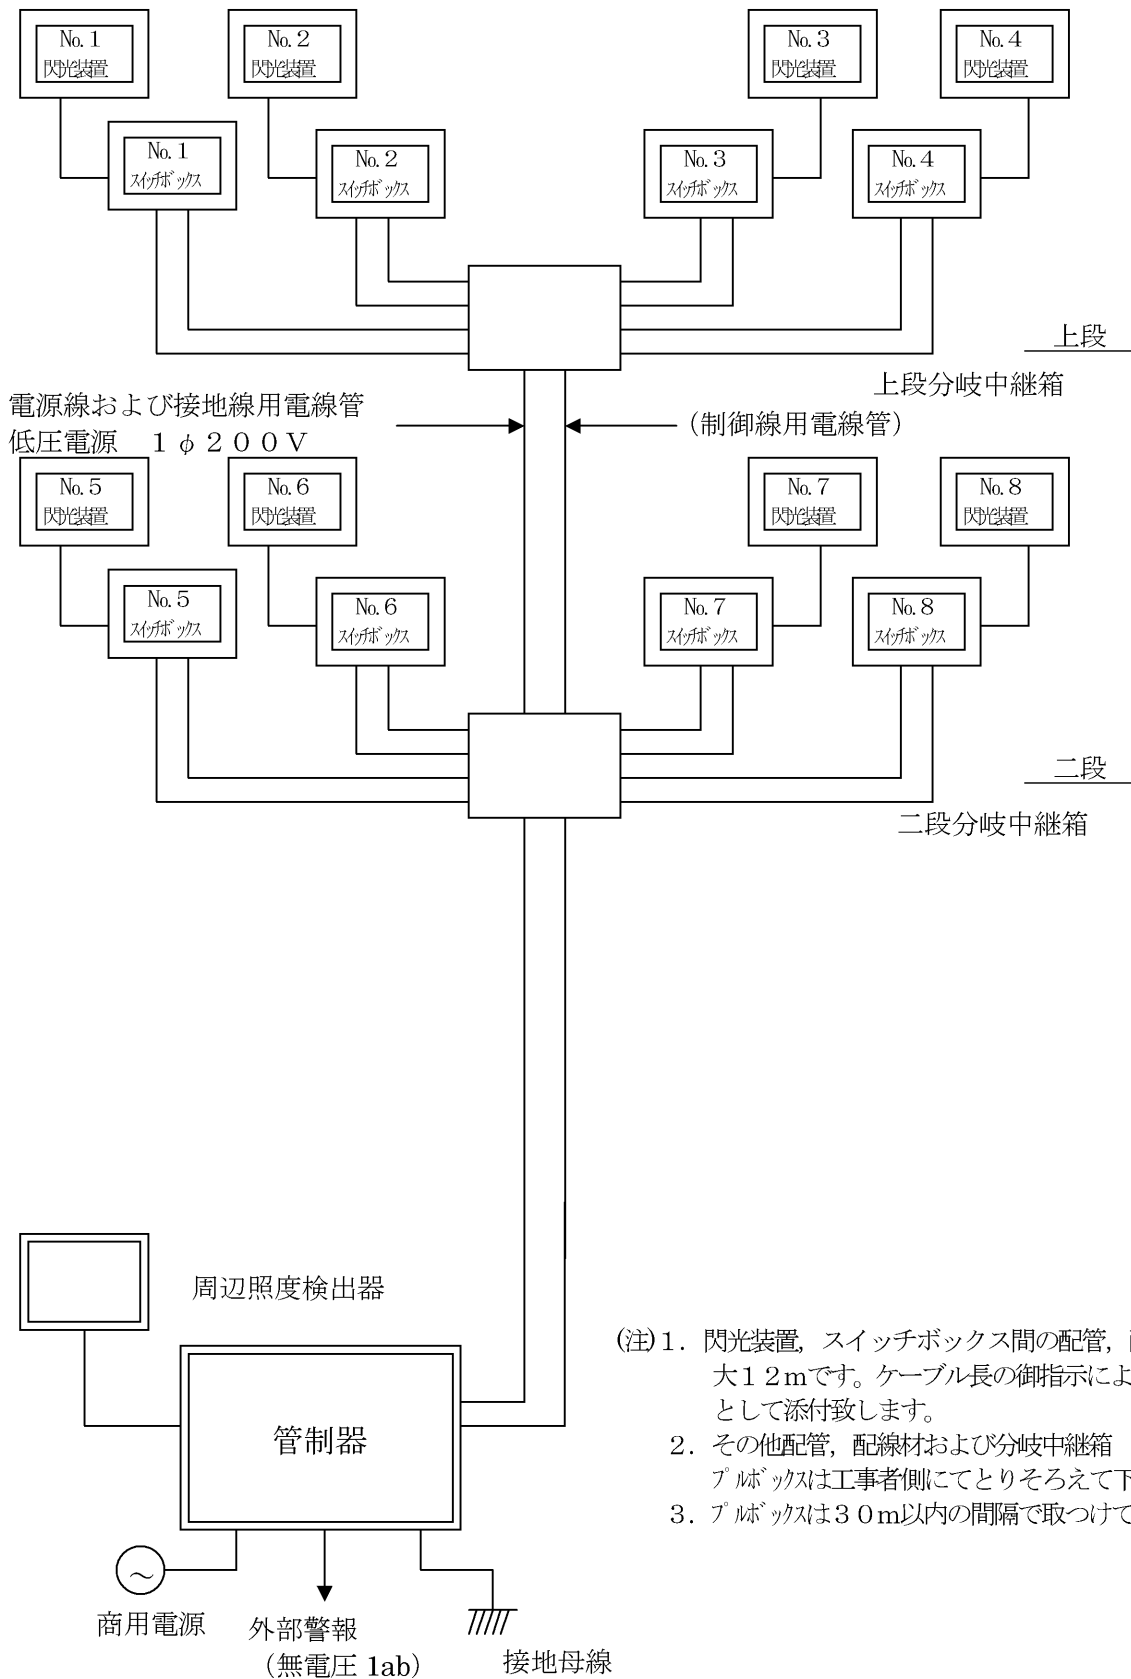 No.1
閃光装置
No.2
閃光装置
No.3
閃光装置
No.4
閃光装置
No.1
スイッチボックス
No.2
スイッチボックス
No.3
スイッチボックス
No.4
スイッチボックス
上段
上段分岐中継箱
電源線および接地線用電線管
低圧電源　１φ２００Ｖ
(制御線用電線管)
No.5
閃光装置
No.6
閃光装置
No.7
閃光装置
No.8
閃光装置
No.5
スイッチボックス
No.6
スイッチボックス
No.7
スイッチボックス
No.8
スイッチボックス
二段
二段分岐中継箱
周辺照度検出器
管制器
(注)１．閃光装置，スイッチボックス間の配管，
大１２ｍです。ケーブル長の御指示によ
として添付致します。
２．その他配管，配線材および分岐中継箱
プルボックスは工事者側にてとりそろえて下
３．プルボックスは３０ｍ以内の間隔で取つけて
～
商用電源
外部警報
(無電圧 1ab)
接地母線